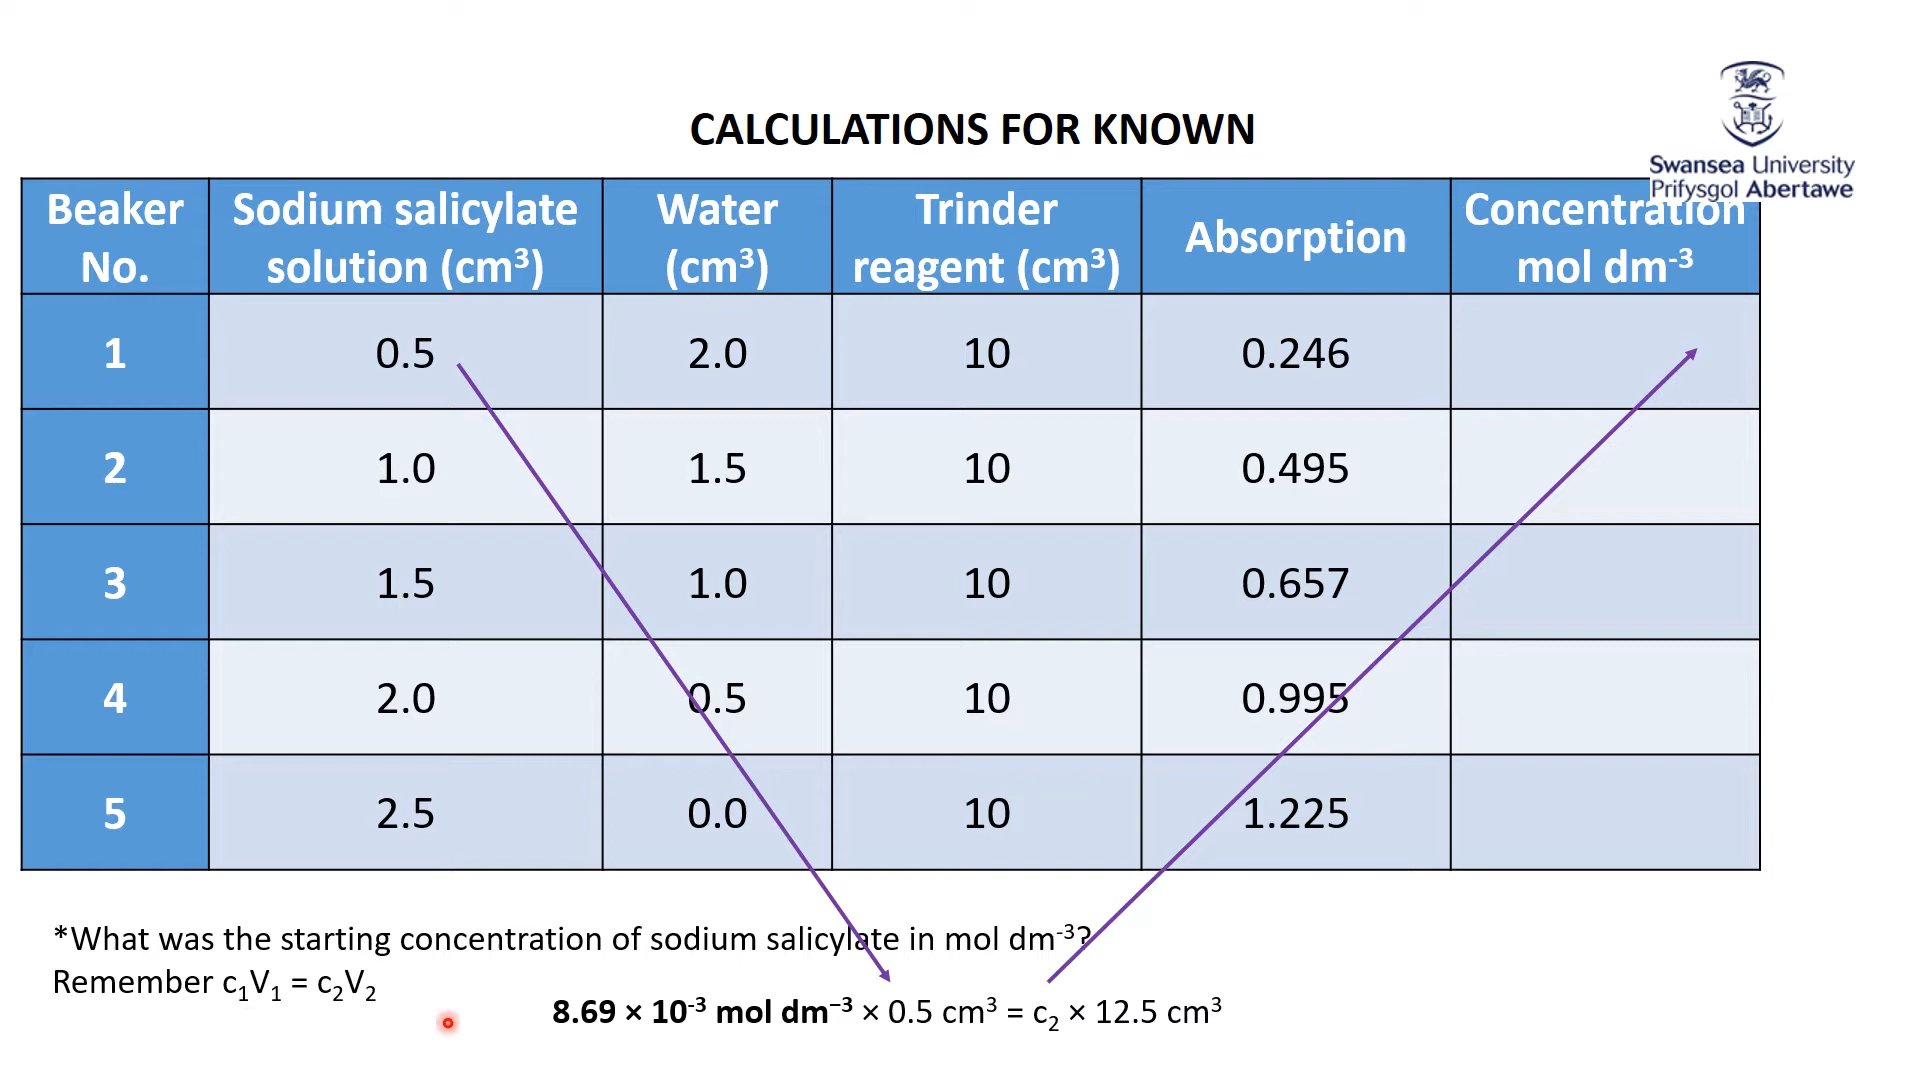 CALCULATIONS FOR KNOWN
Swansea University
Prifysgol Abertawe
Beaker No. Sodium salicylate solution (cm³) Water (cm³) Trinder reagent (cm³) Absorption Concentration mol dm⁻³
1 0.5 2.0 10 0.246
2 1.0 1.5 10 0.495
3 1.5 1.0 10 0.657
4 2.0 0.5 10 0.995
5 2.5 0.0 10 1.225
*What was the starting concentration of sodium salicylate in mol dm⁻³?
Remember c₁V₁ = c₂V₂
8.69 × 10⁻³ mol dm⁻³ × 0.5 cm³ = c₂ × 12.5 cm³